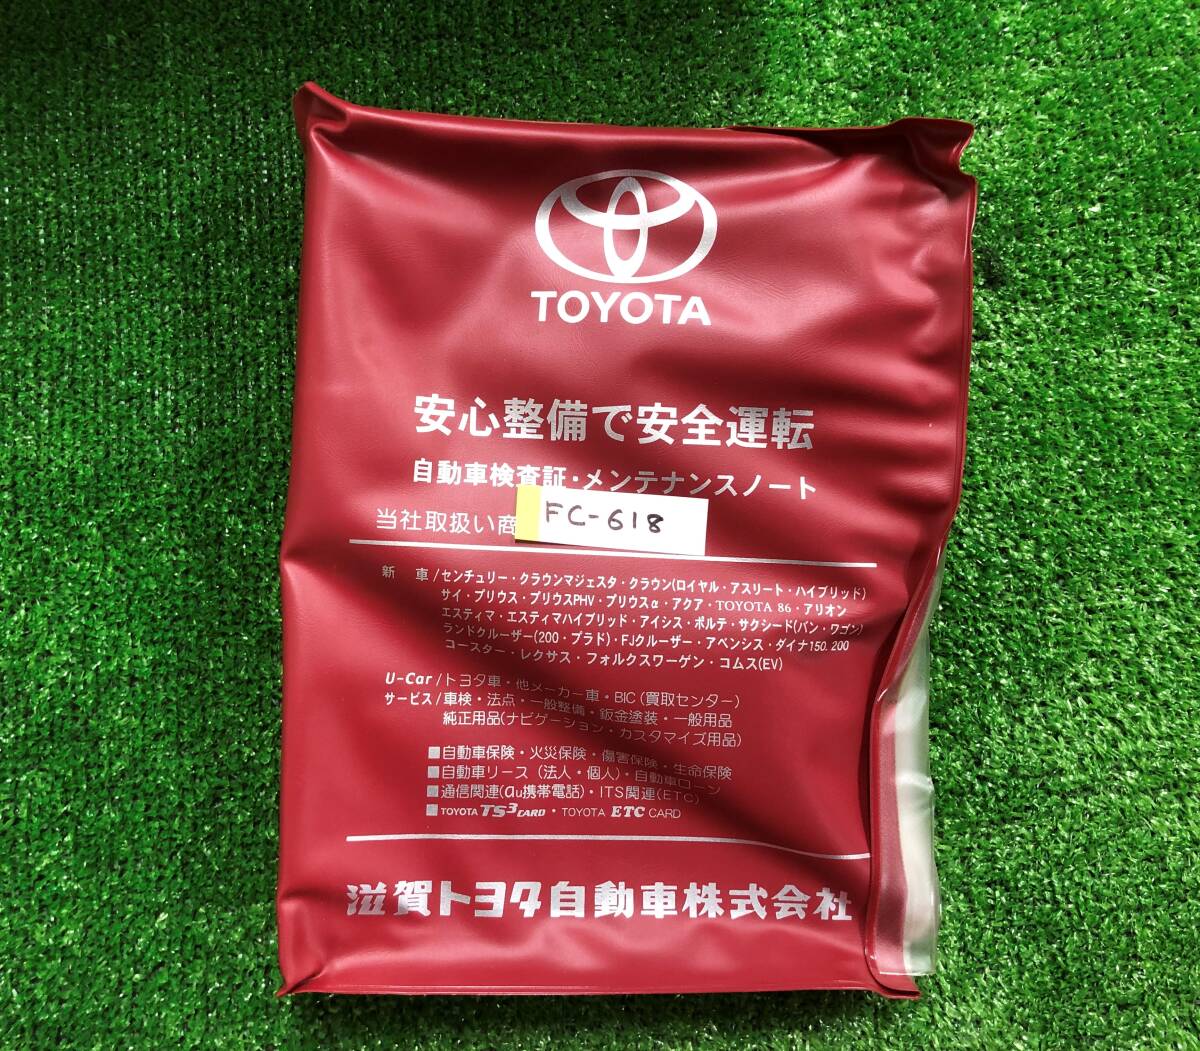 TOYOTA
安心整備で安全運転
自動車検査証・メンテナンスノート
当社取扱い商
FC-618
新 車/センチュリー・クラウンマジェスタ・クラウン(ロイヤル・アスリート・ハイブリッド)
サイ・プリウス・プリウスPHV・プリウスα・アクア・TOYOTA 86・アリオン
エスティマ・エスティマハイブリッド・アイシス・ポルテ・サクシード(バン・ワゴン)
ランドクルーザー(200・プラド)・FJクルーザー・アベンシス・ダイナ150.200
コースター・レクサス・フォルクスワーゲン・コムス(EV)
U-Car/トヨタ車・他メーカー車・BIC(買取センター)
サービス/車検・法点・一般整備・鈑金塗装・一般用品
純正用品(ナビゲーション・カスタマイズ用品)
■自動車保険・火災保険・傷害保険・生命保険
■自動車リース(法人・個人)・自動車ローン
■通信関連(au携帯電話)・ITS関連(ETC)
■TOYOTA TS3 CARD・TOYOTA ETC CARD
滋賀トヨタ自動車株式会社